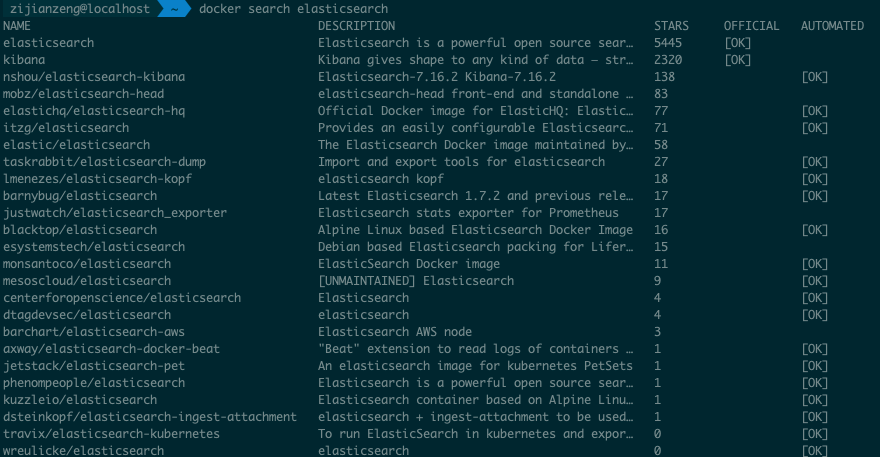 zijianzeng@localhost ~ docker search elasticsearch
NAME DESCRIPTION STARS OFFICIAL AUTOMATED
elasticsearch Elasticsearch is a powerful open source sear… 5445 [OK]
kibana Kibana gives shape to any kind of data — str… 2320 [OK]
nshou/elasticsearch-kibana Elasticsearch-7.16.2 Kibana-7.16.2 138 [OK]
mobz/elasticsearch-head elasticsearch-head front-end and standalone … 83
elastichq/elasticsearch-hq Official Docker image for ElasticHQ: Elastic… 77 [OK]
itzg/elasticsearch Provides an easily configurable Elasticsearc… 71 [OK]
elastic/elasticsearch The Elasticsearch Docker image maintained by… 58
taskrabbit/elasticsearch-dump Import and export tools for elasticsearch 27 [OK]
lmenezes/elasticsearch-kopf elasticsearch kopf 18 [OK]
barnybug/elasticsearch Latest Elasticsearch 1.7.2 and previous rele… 17 [OK]
justwatch/elasticsearch_exporter Elasticsearch stats exporter for Prometheus 17
blacktop/elasticsearch Alpine Linux based Elasticsearch Docker Image 16 [OK]
esystemstech/elasticsearch Debian based Elasticsearch packing for Lifer… 15
monsantoco/elasticsearch ElasticSearch Docker image 11 [OK]
mesoscloud/elasticsearch [UNMAINTAINED] Elasticsearch 9 [OK]
centerforopenscience/elasticsearch Elasticsearch 4 [OK]
dtagdevsec/elasticsearch elasticsearch 4 [OK]
barchart/elasticsearch-aws Elasticsearch AWS node 3
axway/elasticsearch-docker-beat "Beat" extension to read logs of containers … 1 [OK]
jetstack/elasticsearch-pet An elasticsearch image for kubernetes PetSets 1 [OK]
phenompeople/elasticsearch Elasticsearch is a powerful open source sear… 1 [OK]
kuzzleio/elasticsearch Elasticsearch container based on Alpine Linu… 1 [OK]
dsteinkopf/elasticsearch-ingest-attachment elasticsearch + ingest-attachment to be used… 1 [OK]
travix/elasticsearch-kubernetes To run ElasticSearch in kubernetes and expor… 0 [OK]
wreulicke/elasticsearch elasticsearch 0 [OK]